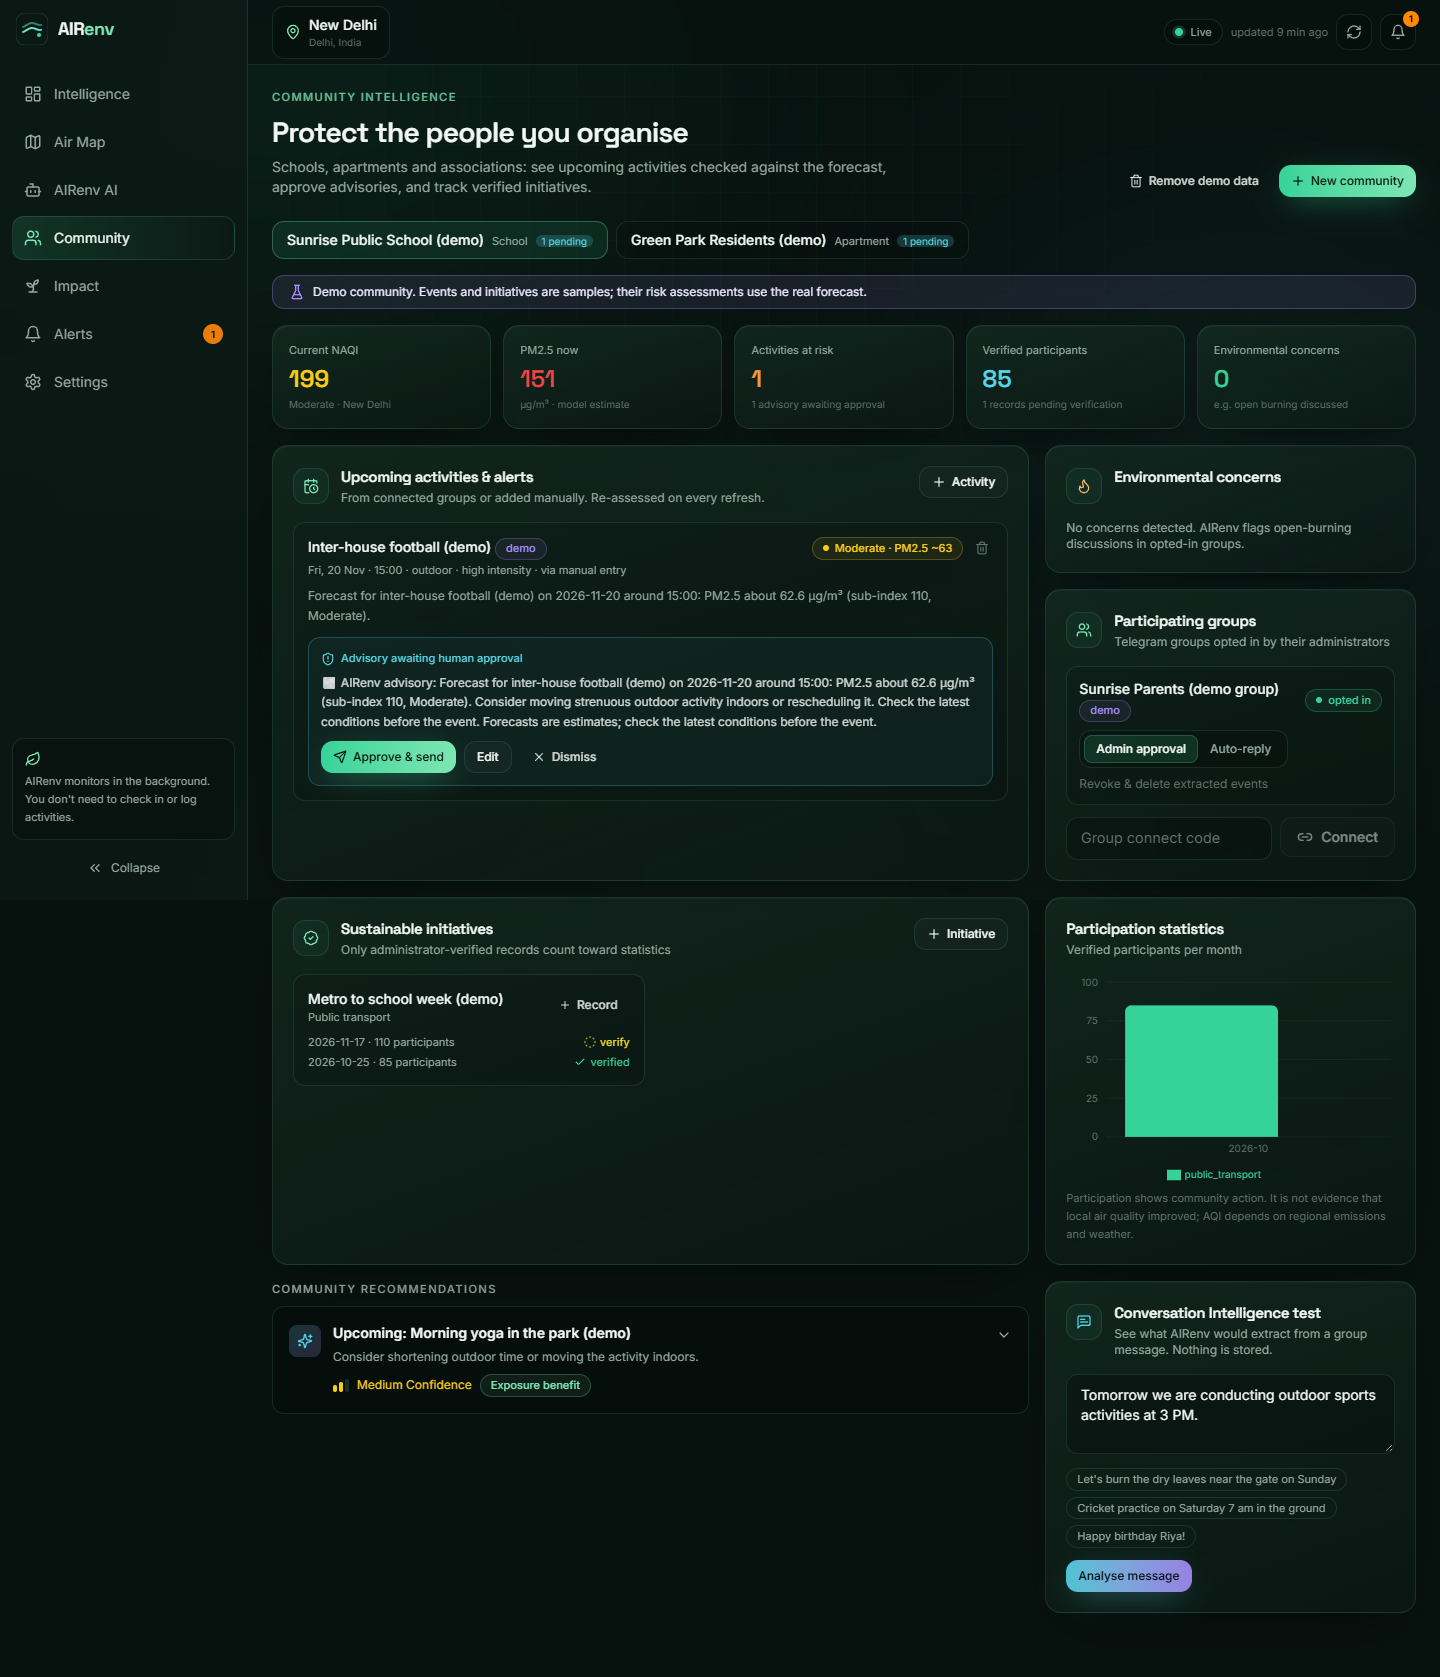 AIRenv
Intelligence
Air Map
AIRenv AI
Community
Impact
Alerts
1
Settings
AIRenv monitors in the background.
You don't need to check in or log
activities.
Collapse
New Delhi
Delhi, India
Live
updated 9 min ago
1
COMMUNITY INTELLIGENCE
Protect the people you organise
Schools, apartments and associations: see upcoming activities checked against the forecast,
approve advisories, and track verified initiatives.
Remove demo data
New community
Sunrise Public School (demo) School 1 pending
Green Park Residents (demo) Apartment 1 pending
Demo community. Events and initiatives are samples; their risk assessments use the real forecast.
Current NAQI
199
Moderate · New Delhi
PM2.5 now
151
µg/m³ · model estimate
Activities at risk
1
1 advisory awaiting approval
Verified participants
85
1 records pending verification
Environmental concerns
0
e.g. open burning discussed
Upcoming activities & alerts
From connected groups or added manually. Re-assessed on every refresh.
Activity
Inter-house football (demo) demo
Moderate · PM2.5 ~63
Fri, 20 Nov · 15:00 · outdoor · high intensity · via manual entry
Forecast for inter-house football (demo) on 2026-11-20 around 15:00: PM2.5 about 62.6 µg/m³ (sub-index 110,
Moderate).
Advisory awaiting human approval
AIRenv advisory: Forecast for inter-house football (demo) on 2026-11-20 around 15:00: PM2.5 about 62.6 µg/m³
(sub-index 110, Moderate). Consider moving strenuous outdoor activity indoors or rescheduling it. Check the latest
conditions before the event. Forecasts are estimates; check the latest conditions before the event.
Approve & send
Edit
Dismiss
Environmental concerns
No concerns detected. AIRenv flags open-burning
discussions in opted-in groups.
Participating groups
Telegram groups opted in by their administrators
Sunrise Parents (demo group)
demo
opted in
Admin approval
Auto-reply
Revoke & delete extracted events
Group connect code
Connect
Sustainable initiatives
Only administrator-verified records count toward statistics
Initiative
Metro to school week (demo)
Public transport
Record
2026-11-17 · 110 participants
verify
2026-10-25 · 85 participants
verified
Participation statistics
Verified participants per month
100
75
50
25
0
2026-10
public_transport
Participation shows community action. It is not evidence that
local air quality improved; AQI depends on regional emissions
and weather.
COMMUNITY RECOMMENDATIONS
Upcoming: Morning yoga in the park (demo)
Consider shortening outdoor time or moving the activity indoors.
Medium Confidence
Exposure benefit
Conversation Intelligence test
See what AIRenv would extract from a group
message. Nothing is stored.
Tomorrow we are conducting outdoor sports
activities at 3 PM.
Let's burn the dry leaves near the gate on Sunday
Cricket practice on Saturday 7 am in the ground
Happy birthday Riya!
Analyse message